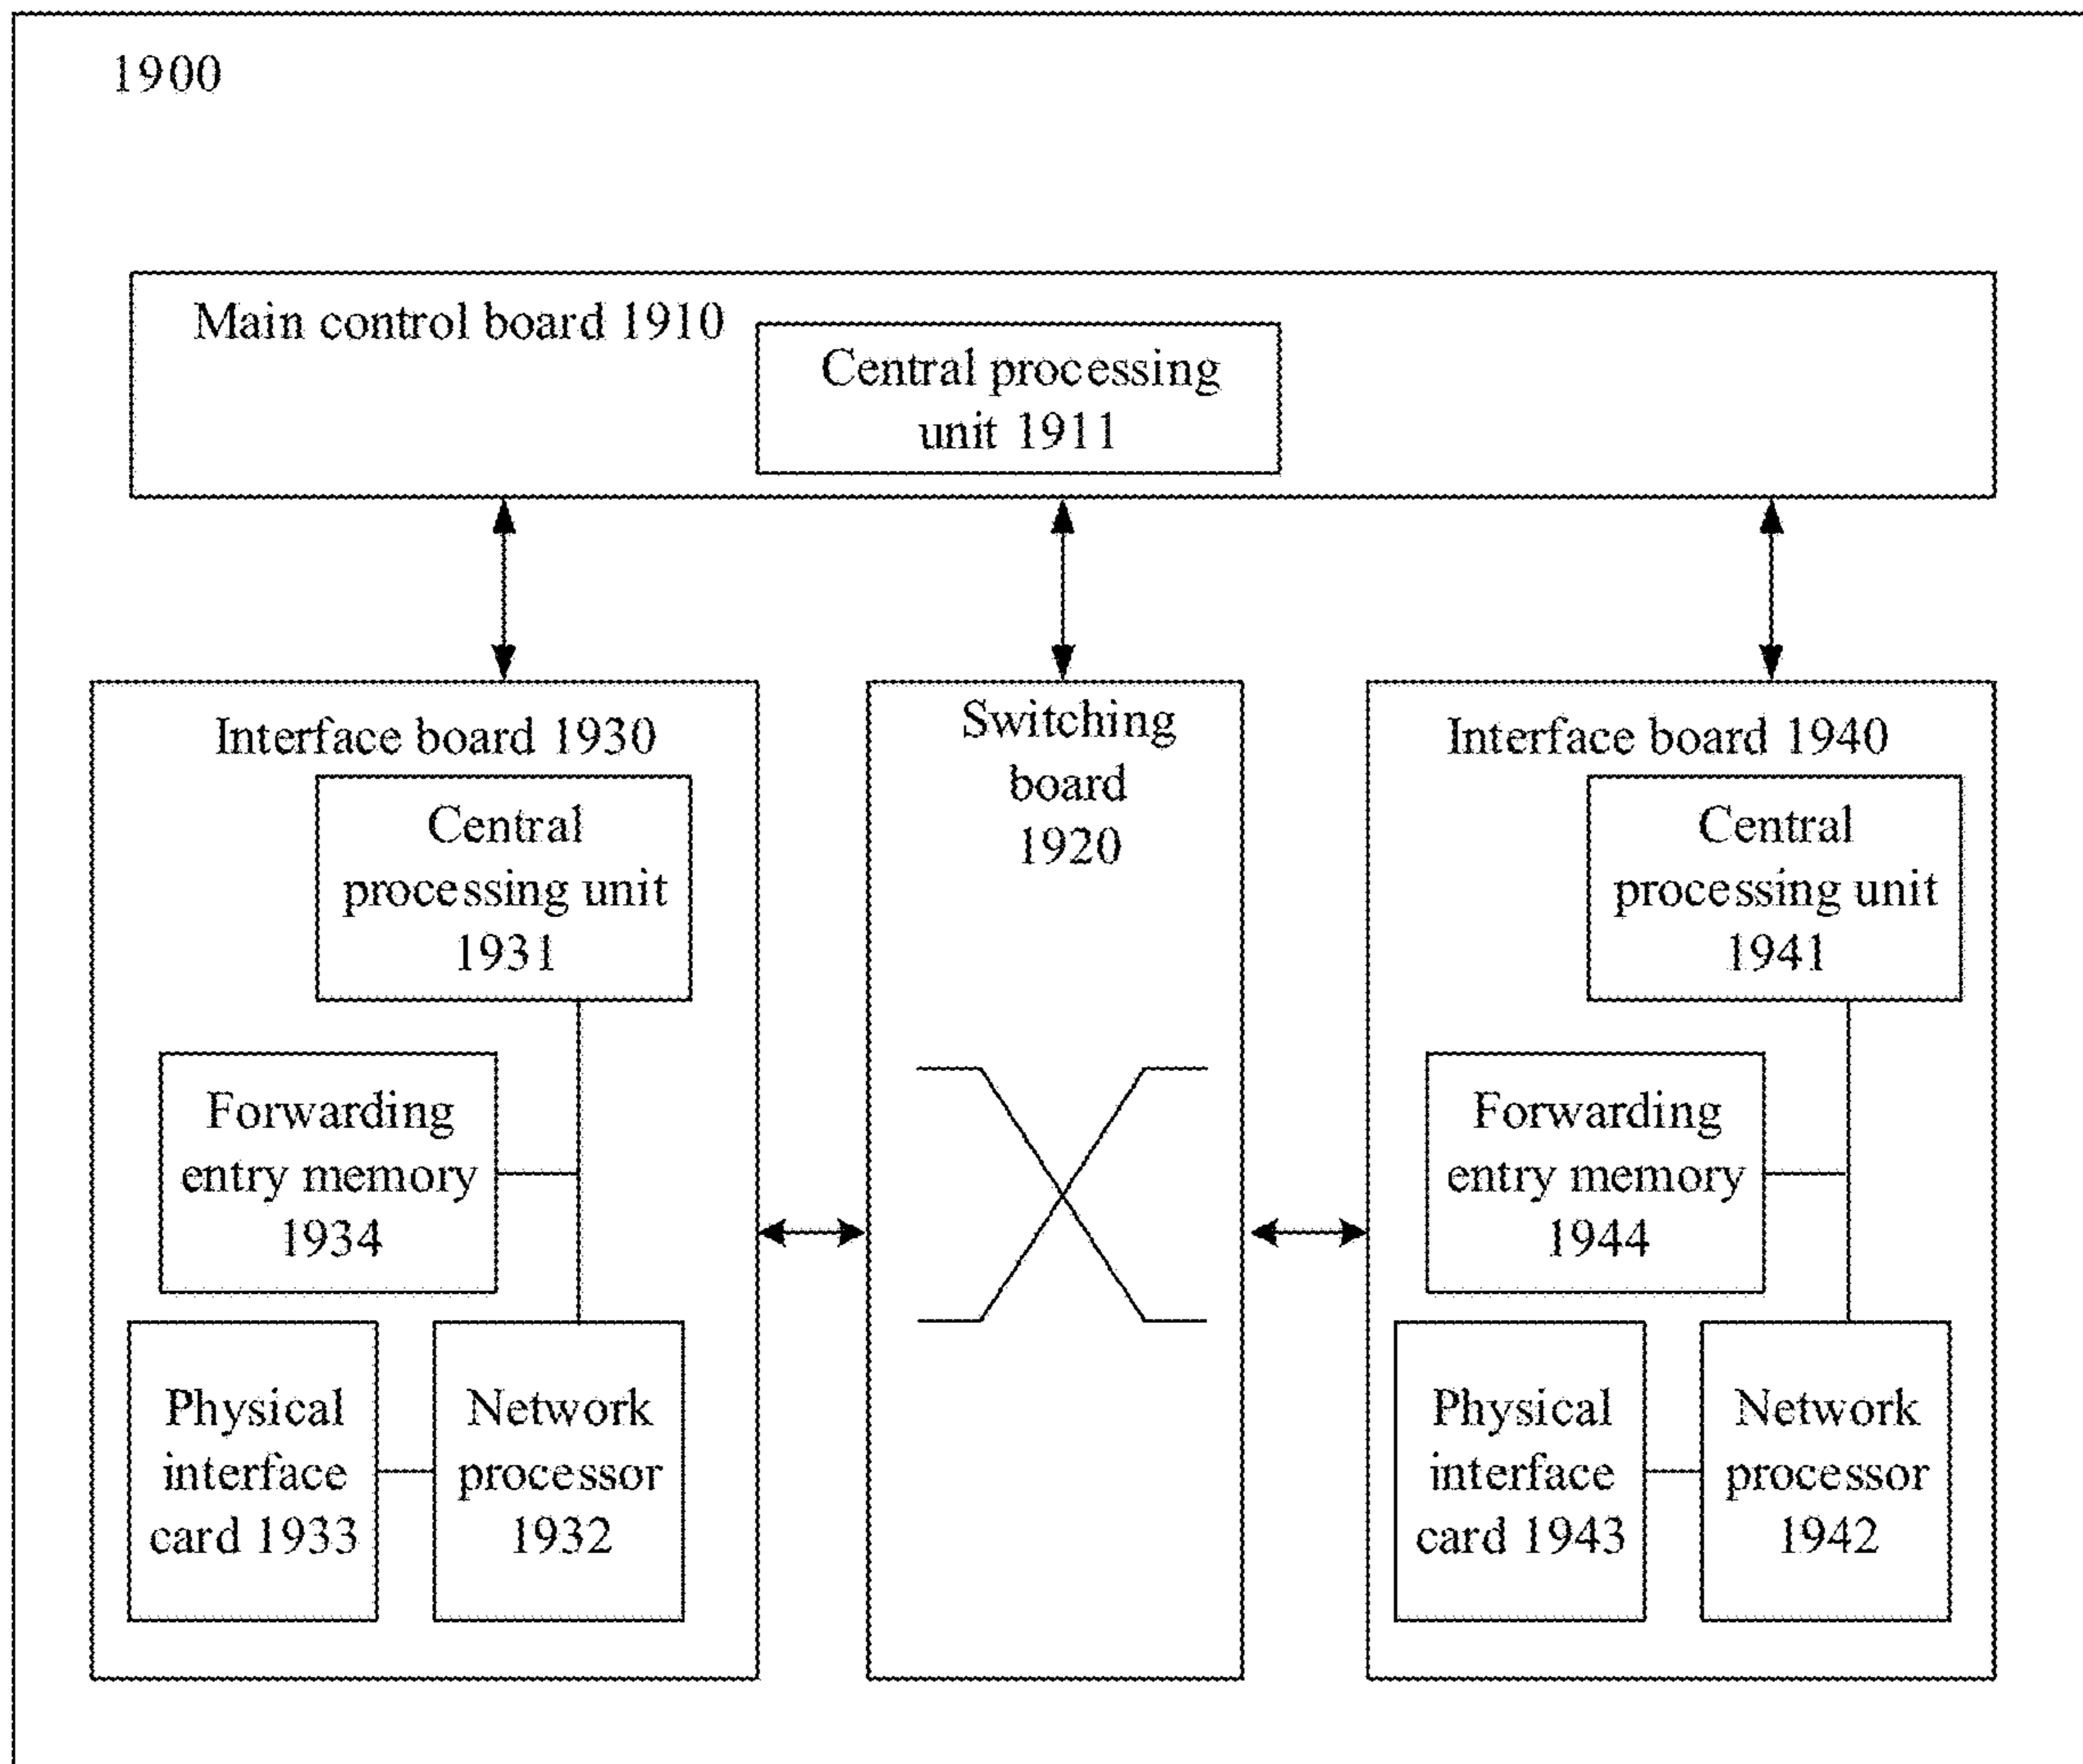 1900
Main control board 1910
Central processing
unit 1911
Interface board 1930
Central
processing unit
1931
Forwarding
entry memory
1934
Physical
interface
card 1933
Network
processor
1932
Switching
board
1920
Interface board 1940
Central
processing unit
1941
Forwarding
entry memory
1944
Physical
interface
card 1943
Network
processor
1942